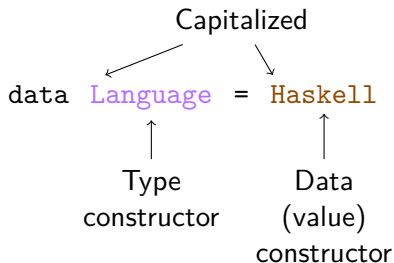 Capitalized
data Language = Haskell
Type Data
constructor (value)
constructor